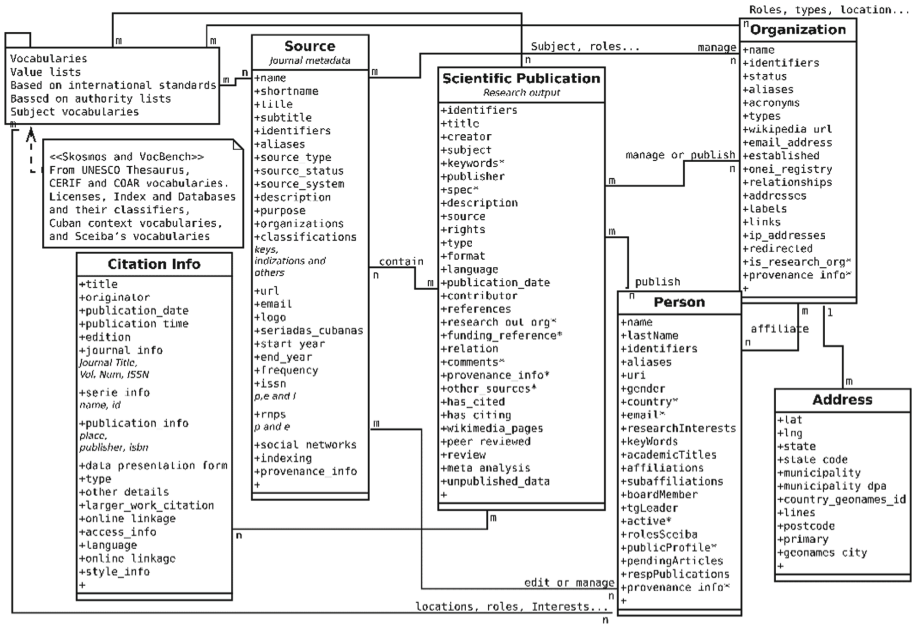 Roles, types, location...
m
m
n
Vocabularies
Value lists
Based on international standards
Bassed on authority lists
Subject vocabularies
m
m
n
<<Skosmos and VocBench>>
From UNESCO Thesaurus,
CERIF and COAR vocabularies.
Licenses, Index and Databases
and their classifiers,
Cuban context vocabularies,
and Sceiba's vocabularies
Citation Info
+title
+originator
+publication_date
+publication time
+edition
+journal info
Journal Title,
Vol, Num, ISSN
+serie info
name, id
+publication info
place,
publisher, isbn
+data presentation form
+type
+other details
+larger_work_citation
+online linkage
+access_info
+language
+online linkage
+style_info
+
n
m
Source
Journal metadata
+name
+shortname
+title
+subtitle
+identifiers
+aliases
+source type
+source_status
+source_system
+description
+purpose
+organizations
+classifications
keys,
indizations and
others
+url
+email
+logo
+seriadas_cubanas
+start year
+end_year
+frequency
+issn
p,e and l
+rnps
p and e
+social networks
+indexing
+provenance_info
+
m
Subject, roles...
manage
n
contain
n
m
m
edit or manage
n
n
Scientific Publication
Research output
+identifiers
+title
+creator
+subject
+keywords*
+publisher
+spec*
+description
+source
+rights
+type
+format
+language
+publication_date
+contributor
+references
+research out org*
+funding_reference*
+relation
+comments*
+provenance_info*
+other_sources*
+has_cited
+has citing
+wikimedia_pages
+peer reviewed
+review
+meta analysis
+unpublished_data
+
m
manage or publish
n
m
publish
n
Organization
+name
+identifiers
+status
+aliases
+acronyms
+types
+wikipedia url
+email_address
+established
+onei_registry
+relationships
+addresses
+labels
+links
+ip_addresses
+redirected
+is_research_org*
+provenance info*
+
m
1
affiliate
n
m
Person
+name
+lastName
+identifiers
+aliases
+uri
+gender
+country*
+email*
+researchInterests
+keyWords
+academicTitles
+affiliations
+subaffiliations
+boardMember
+tgLeader
+active*
+rolesSceiba
+publicProfile*
+pendingArticles
+respPublications
+provenance info*
+
Address
+lat
+lng
+state
+state code
+municipality
+municipality dpa
+country_geonames_id
+lines
+postcode
+primary
+geonames city
+
locations, roles, Interests...
n